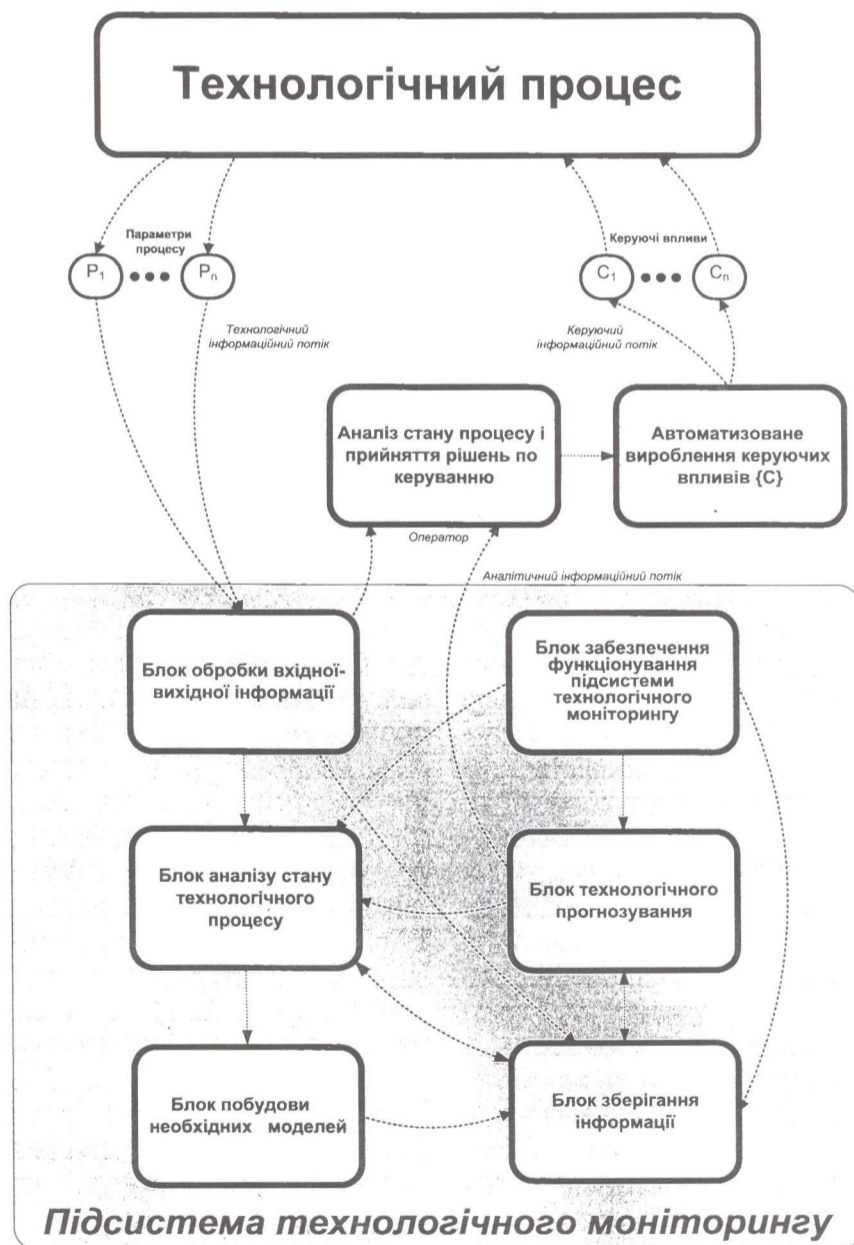 Технологічний процес
Параметри
процесу
P1 ••• Pn
Керуючі впливи
C1 ••• Cn
Технологічний
інформаційний потік
Керуючий
інформаційний потік
Аналіз стану процесу і
прийняття рішень по
керуванню
Автоматизоване
вироблення керуючих
впливів {C}
Оператор
Аналітичний інформаційний потік
Блок обробки вхідної-
вихідної інформації
Блок забезпечення
функціонування
підсистеми
технологічного
моніторингу
Блок аналізу стану
технологічного
процесу
Блок технологічного
прогнозування
Блок побудови
необхідних моделей
Блок зберігання
інформації
Підсистема технологічного моніторингу